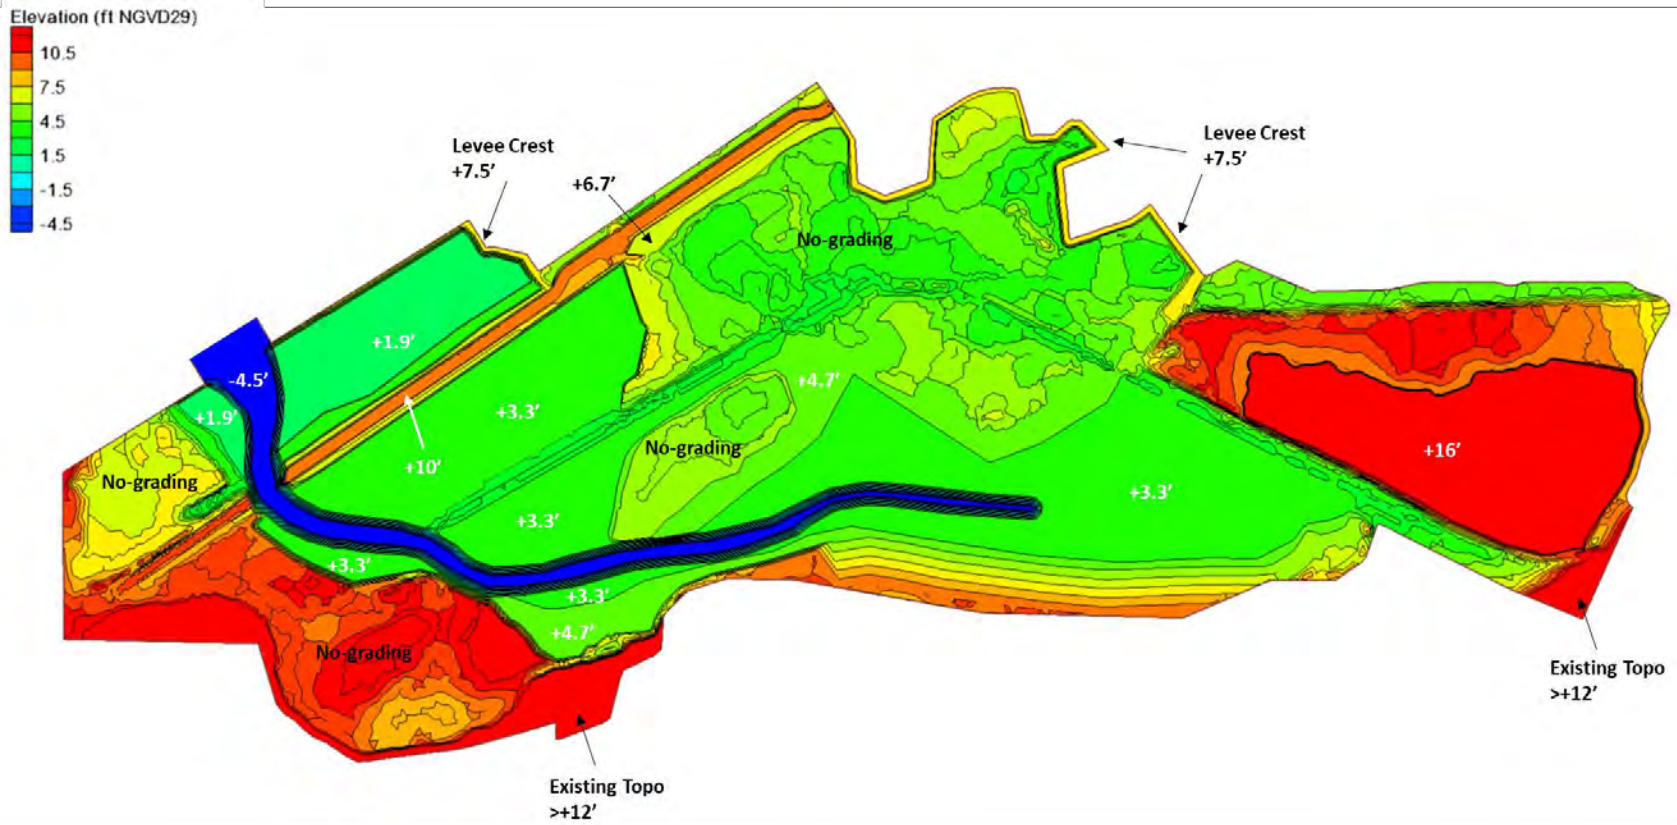 Elevation (ft NGVD29)
10.5
7.5
4.5
1.5
-1.5
-4.5
Levee Crest
+7.5'
+6.7'
Levee Crest
+7.5'
No-grading
+1.9'
-4.5'
+1.9'
+3.3'
+4.7'
No-grading
+10'
No-grading
+16'
+3.3'
+3.3'
+3.3'
+3.3'
+4.7'
No-grading
Existing Topo
>+12'
Existing Topo
>+12'